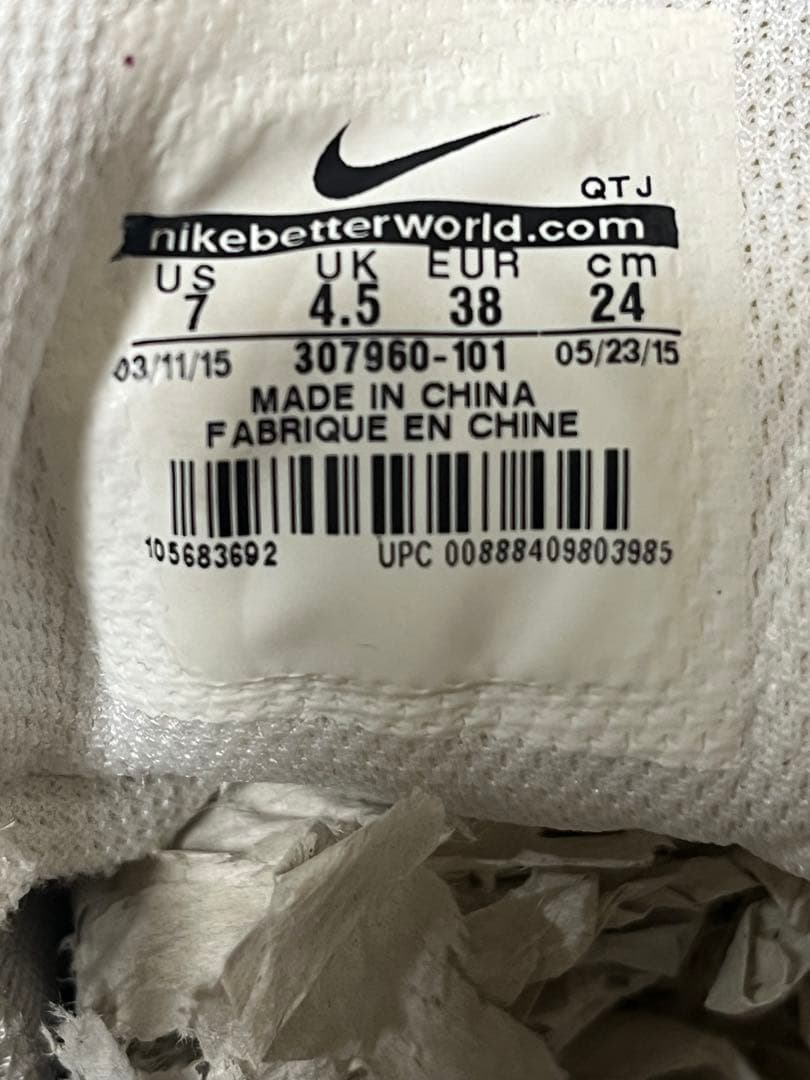 QTJ
nikebetterworld.com
US UK EUR cm
7 4.5 38 24
03/11/15 307960-101 05/23/15
MADE IN CHINA
FABRIQUE EN CHINE
105683692 UPC 00888409803985